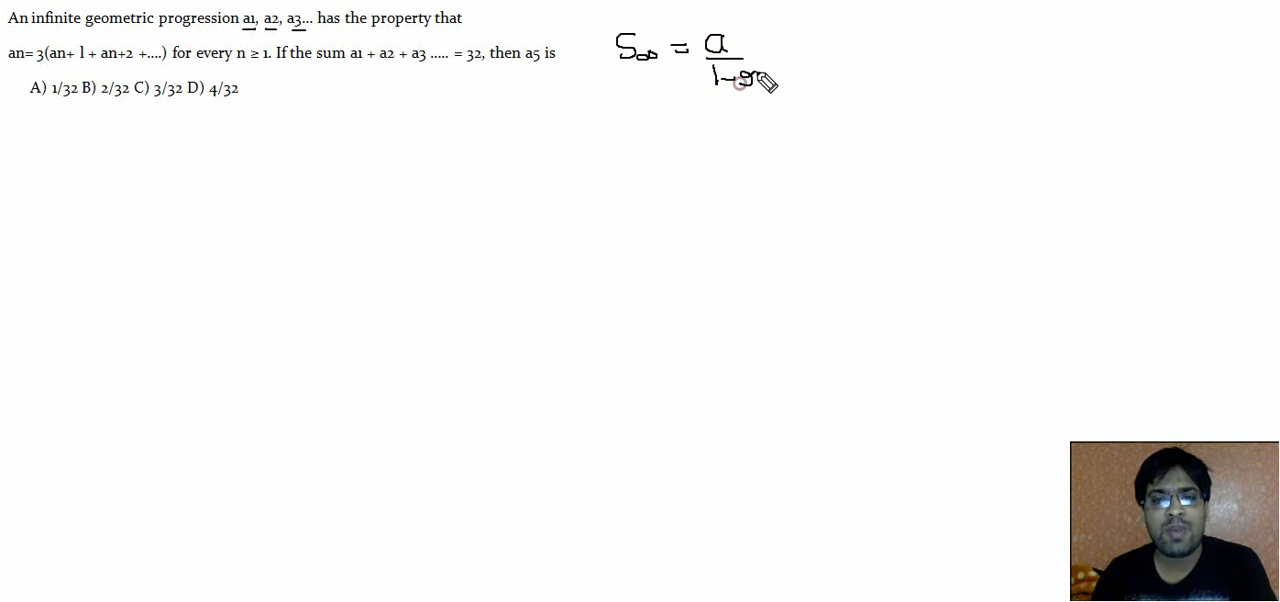 An infinite geometric progression a1, a2, a3... has the property that
an= 3(an+ l + an+2 +....) for every n ≥ 1. If the sum a1 + a2 + a3 ..... = 32, then a5 is
A) 1/32 B) 2/32 C) 3/32 D) 4/32
S∞ = a
1-r